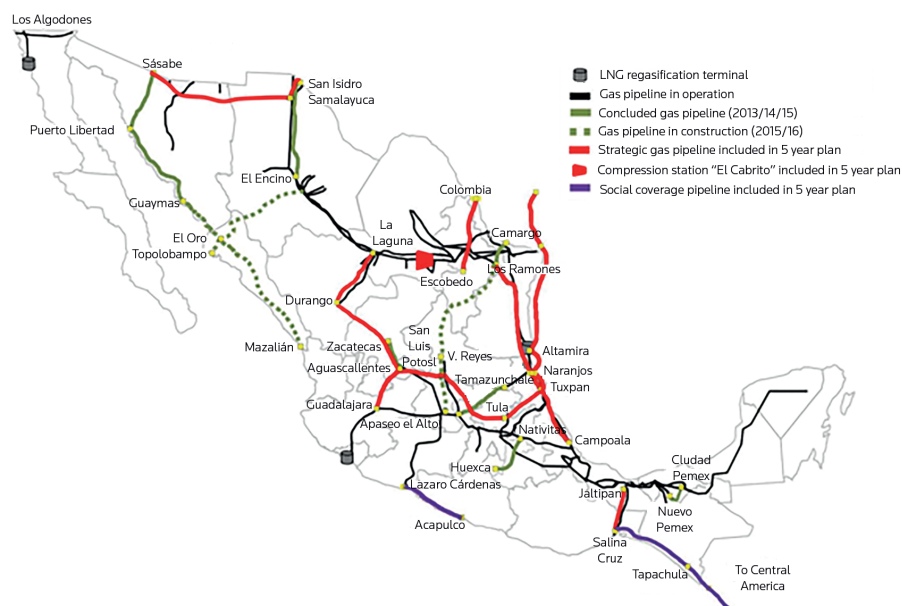 Los Algodones
Sásabe
San Isidro
Samalayuca
Puerto Libertad
El Encino
Guaymas
El Oro
Topolobampo
Mazalián
La
Laguna
Durango
Colombia
Camargo
Los Ramones
Escobedo
San
Luis
Potosí
Zacatecas
Aguascallentes
V. Reyes
Altamira
Naranjos
Tamazunchale
Tuxpan
Guadalajara
Apaseo el Alto
Tula
Nativitas
Campoala
Huexca
Lázaro Cárdenas
Acapulco
Jáltipan
Cludad
Pemex
Nuevo
Pemex
Salina
Cruz
Tapachula
To Central
America
LNG regasification terminal
Gas pipeline in operation
Concluded gas pipeline (2013/14/15)
Gas pipeline in construction (2015/16)
Strategic gas pipeline included in 5 year plan
Compression station "El Cabrito" included in 5 year plan
Social coverage pipeline included in 5 year plan